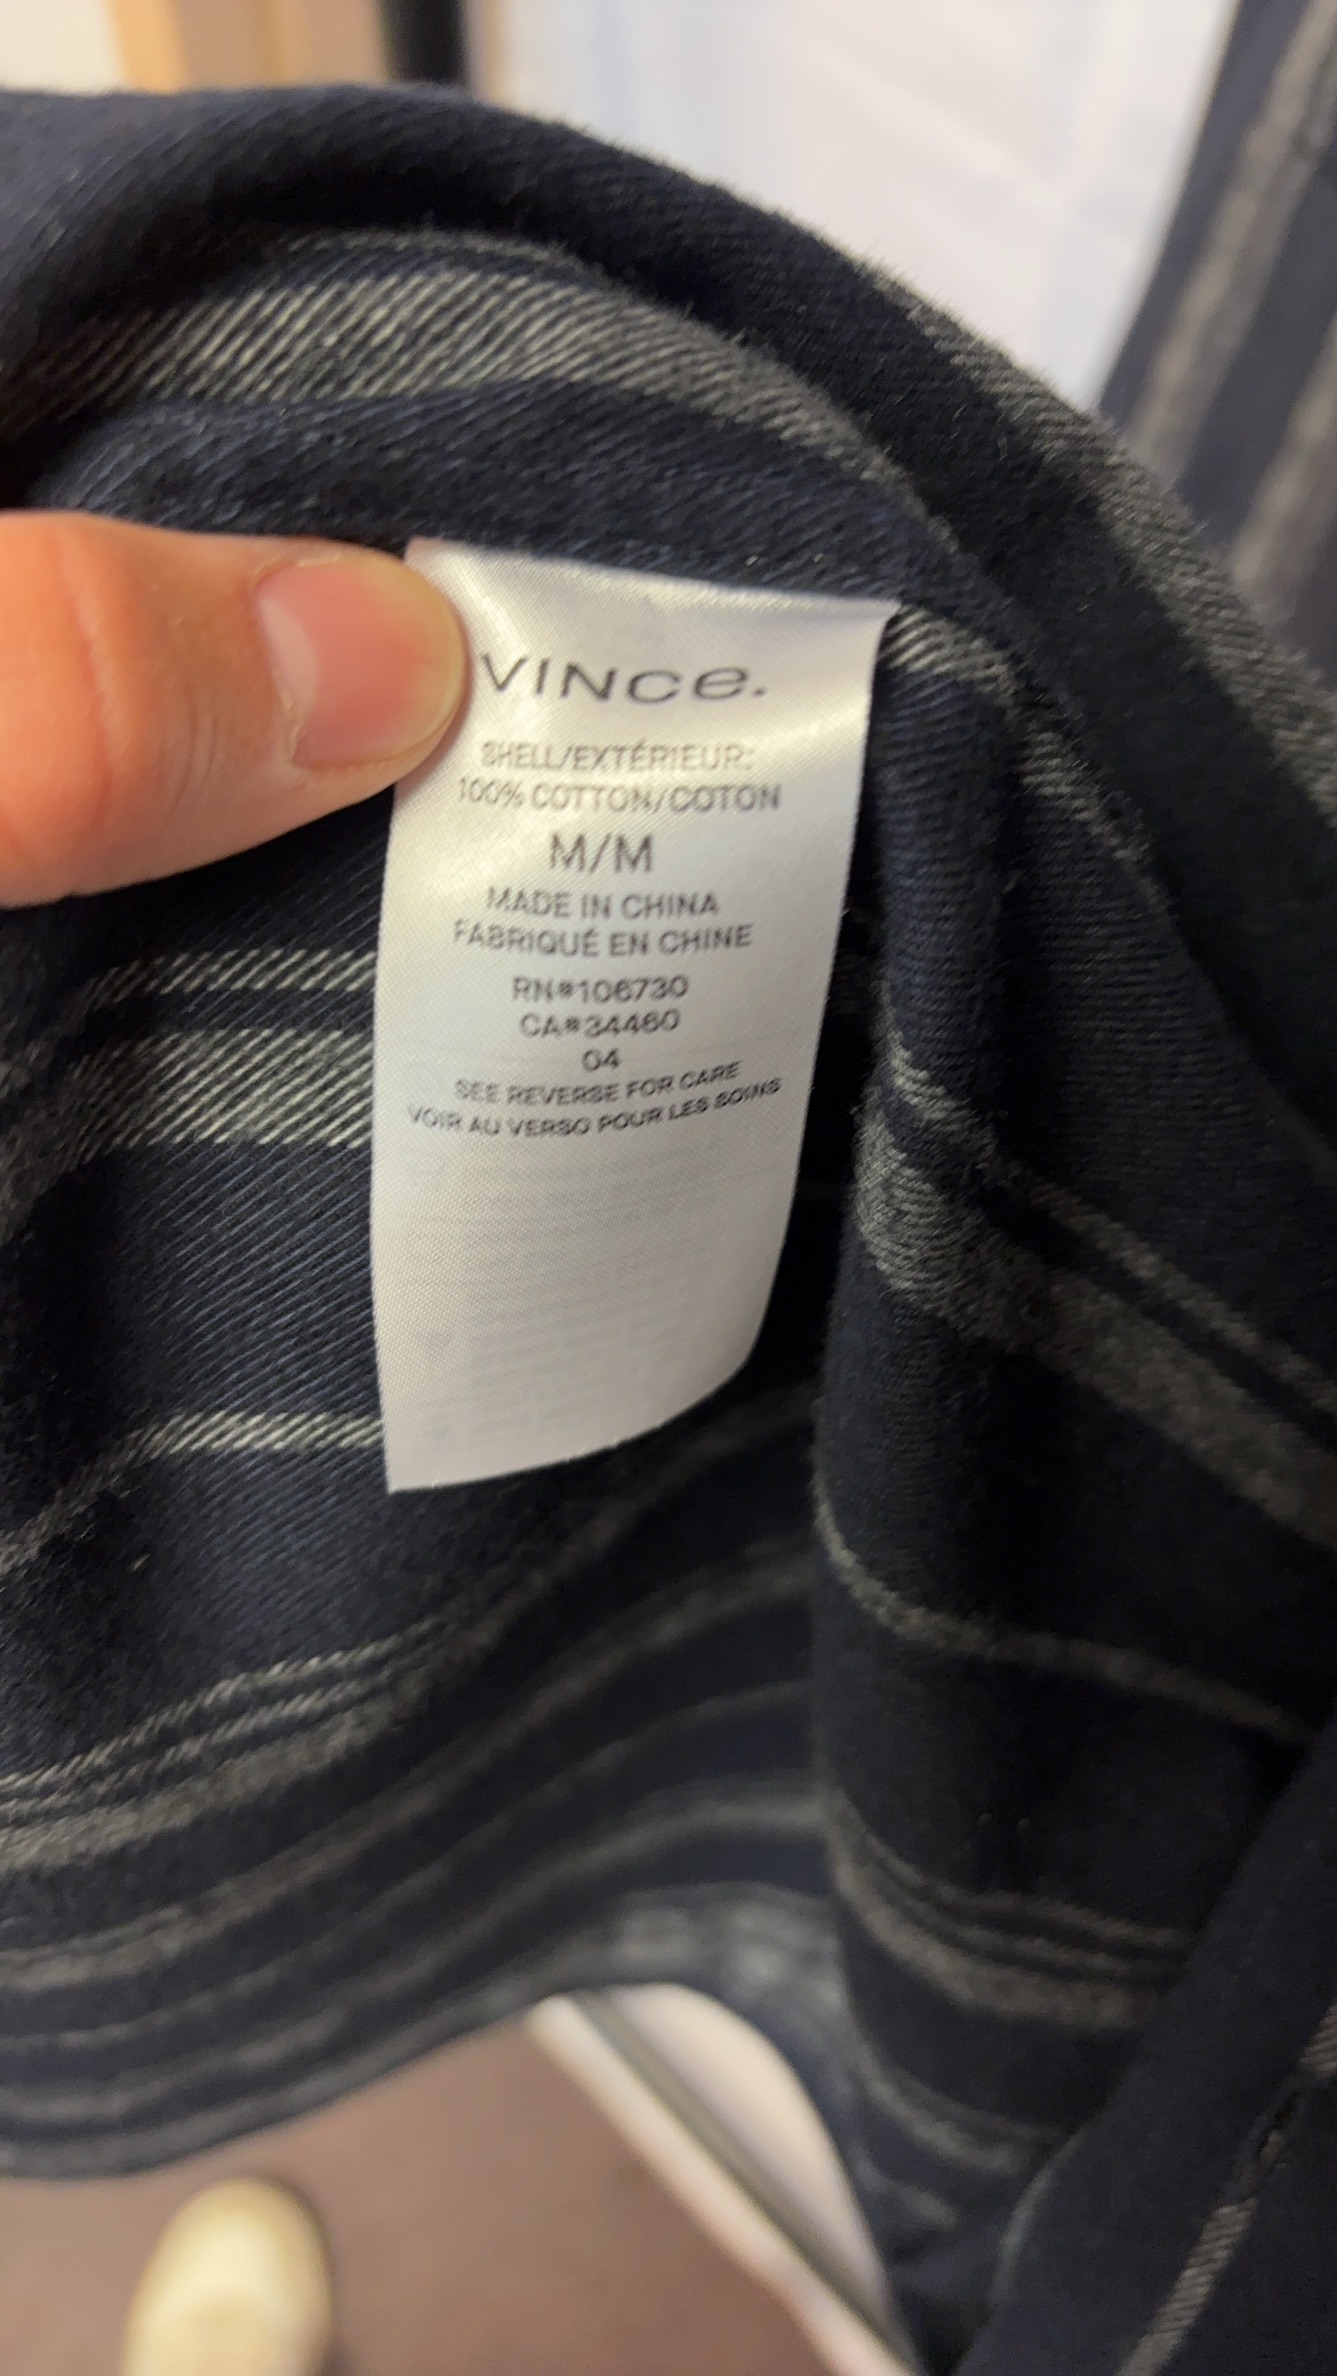 VINCE.
SHELL/EXTÉRIEUR:
100% COTTON/COTON
M/M
MADE IN CHINA
FABRIQUÉ EN CHINE
RN#106730
CA#34460
04
SEE REVERSE FOR CARE
VOIR AU VERSO POUR LES SOINS